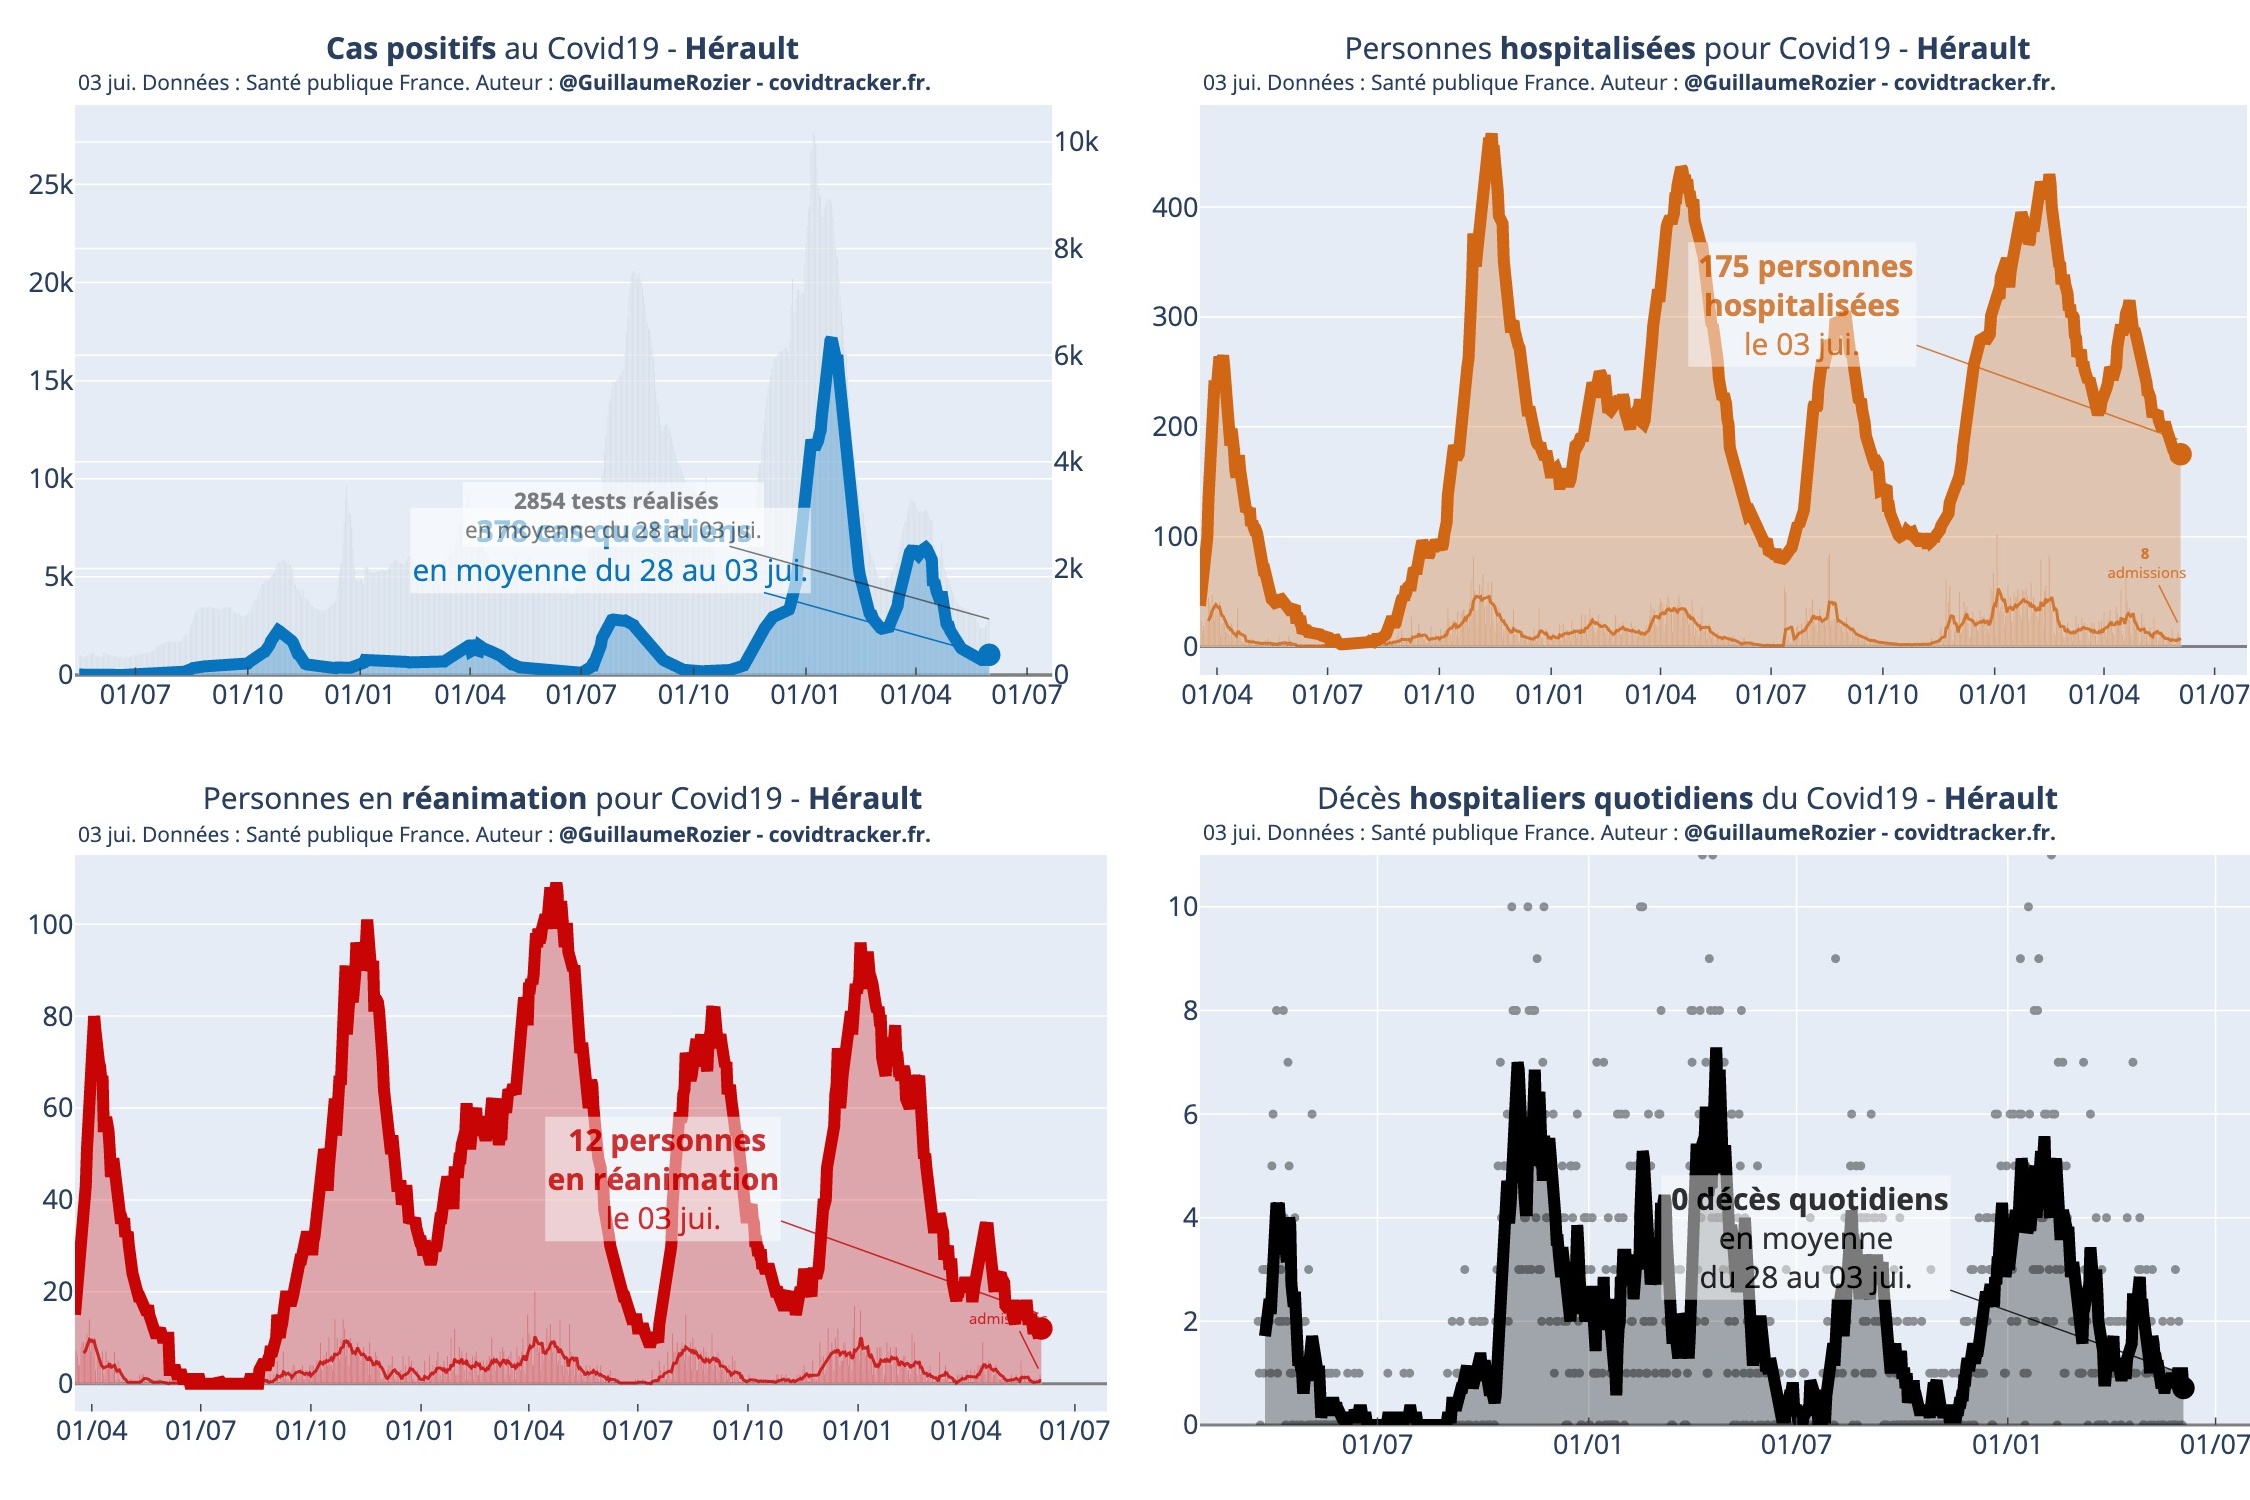 Cas positifs au Covid19 - Hérault
03 jui. Données : Santé publique France. Auteur : @GuillaumeRozier - covidtracker.fr.
25k
20k
15k
10k
5k
0
10k
8k
6k
4k
2k
0
2854 tests réalisés
en moyenne du 28 au 03 jui.
378 cas quotidiens
en moyenne du 28 au 03 jui.
01/07 01/10 01/01 01/04 01/07 01/10 01/01 01/04 01/07
Personnes hospitalisées pour Covid19 - Hérault
03 jui. Données : Santé publique France. Auteur : @GuillaumeRozier - covidtracker.fr.
400
300
200
100
0
175 personnes
hospitalisées
le 03 jui.
8
admissions
01/04 01/07 01/10 01/01 01/04 01/07 01/10 01/01 01/04 01/07
Personnes en réanimation pour Covid19 - Hérault
03 jui. Données : Santé publique France. Auteur : @GuillaumeRozier - covidtracker.fr.
100
80
60
40
20
0
12 personnes
en réanimation
le 03 jui.
01/04 01/07 01/10 01/01 01/04 01/07 01/10 01/01 01/04 01/07
Décès hospitaliers quotidiens du Covid19 - Hérault
03 jui. Données : Santé publique France. Auteur : @GuillaumeRozier - covidtracker.fr.
10
8
6
4
2
0
0 décès quotidiens
en moyenne
du 28 au 03 jui.
01/07 01/01 01/07 01/01 01/07